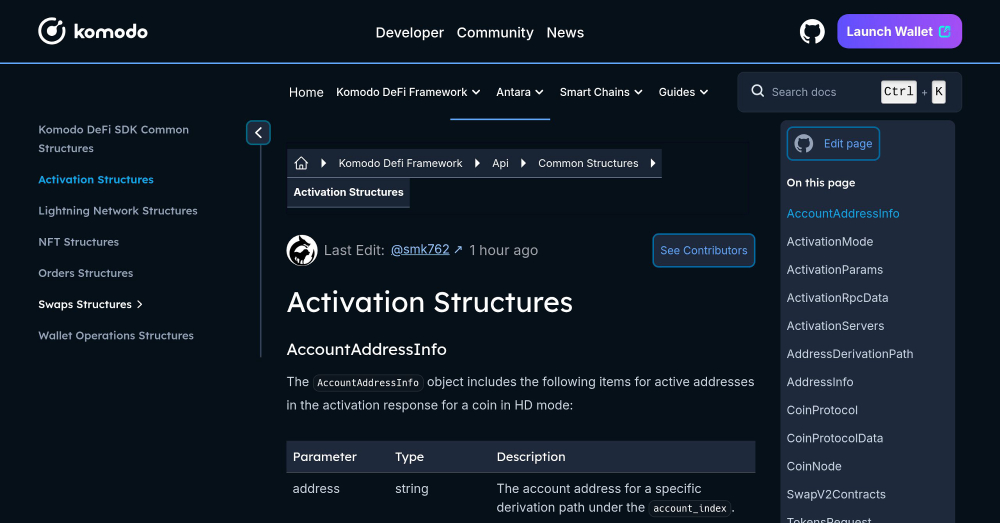 komodo
Developer Community News
Launch Wallet
Home Komodo DeFi Framework Antara Smart Chains Guides
Search docs Ctrl + K
Komodo DeFi SDK Common
Structures
Activation Structures
Lightning Network Structures
NFT Structures
Orders Structures
Swaps Structures
Wallet Operations Structures
Komodo Defi Framework Api Common Structures
Activation Structures
Last Edit: @smk762 ↗ 1 hour ago
See Contributors
Activation Structures
AccountAddressInfo
The AccountAddressInfo object includes the following items for active addresses
in the activation response for a coin in HD mode:
Parameter Type Description
address string The account address for a specific
derivation path under the account_index.
Edit page
On this page
AccountAddressInfo
ActivationMode
ActivationParams
ActivationRpcData
ActivationServers
AddressDerivationPath
AddressInfo
CoinProtocol
CoinProtocolData
CoinNode
SwapV2Contracts
TokensRequest